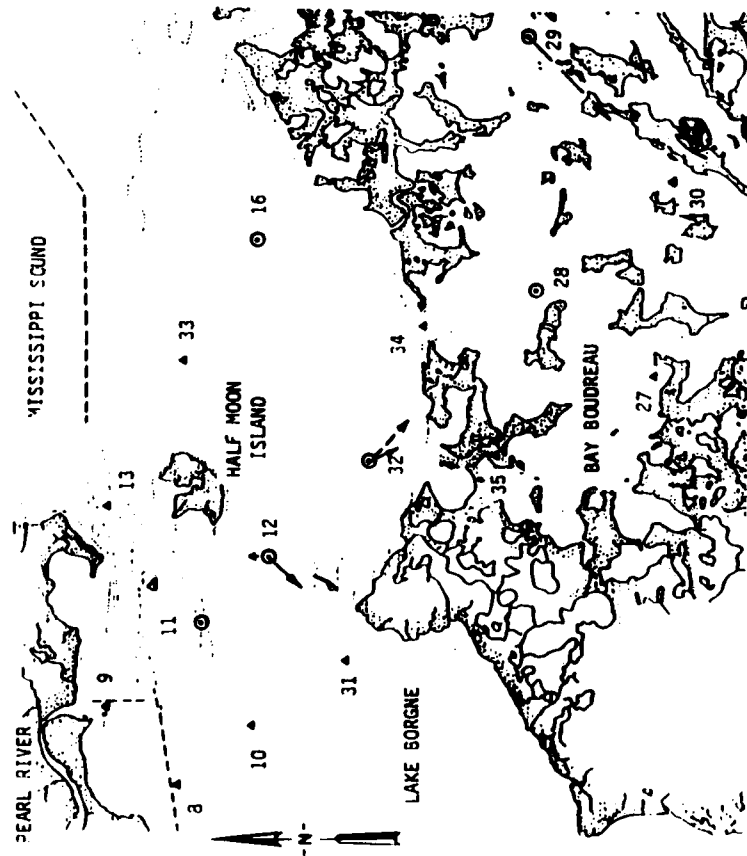 MISSISSIPPI SOUND
PEARL RIVER
9
13
33
16
8
11
HALF MOON
ISLAND
12
10
31
32
34
LAKE BORGNE
35
28
29
BAY BOUDREAU
27
30
-N-